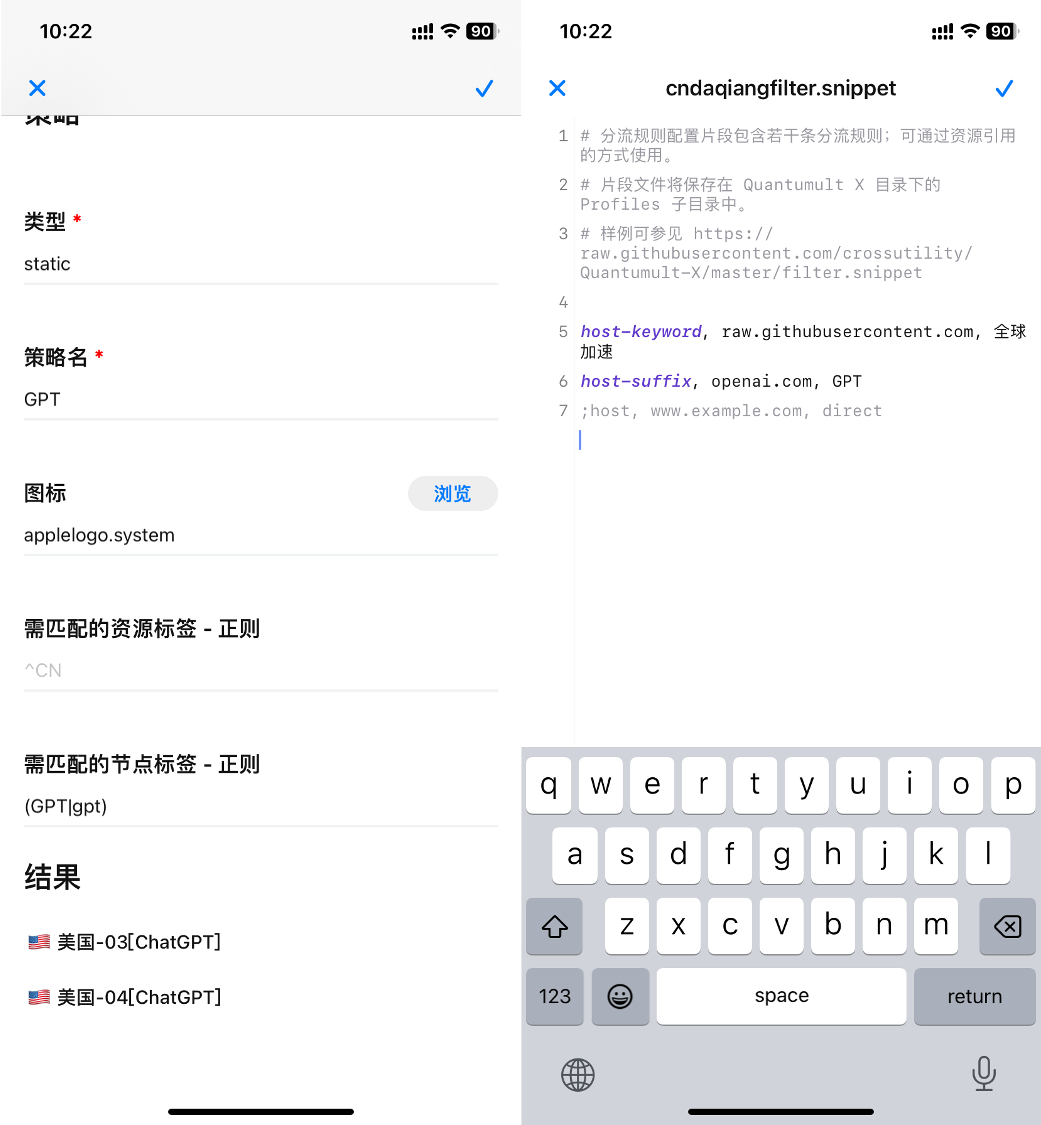 10:22
90
策略
类型 *
static
策略名 *
GPT
图标
浏览
applelogo.system
需匹配的资源标签 - 正则
^CN
需匹配的节点标签 - 正则
(GPT|gpt)
结果
🇺🇸 美国-03[ChatGPT]
🇺🇸 美国-04[ChatGPT]
10:22
90
cndaqiangfilter.snippet
1 # 分流规则配置片段包含若干条分流规则；可通过资源引用
的方式使用。
2 # 片段文件将保存在 Quantumult X 目录下的
Profiles 子目录中。
3 # 样例可参见 https://
raw.githubusercontent.com/crossutility/
Quantumult-X/master/filter.snippet
4
5 host-keyword, raw.githubusercontent.com, 全球
加速
6 host-suffix, openai.com, GPT
7 ;host, www.example.com, direct
q w e r t y u i o p
a s d f g h j k l
z x c v b n m
123 space return